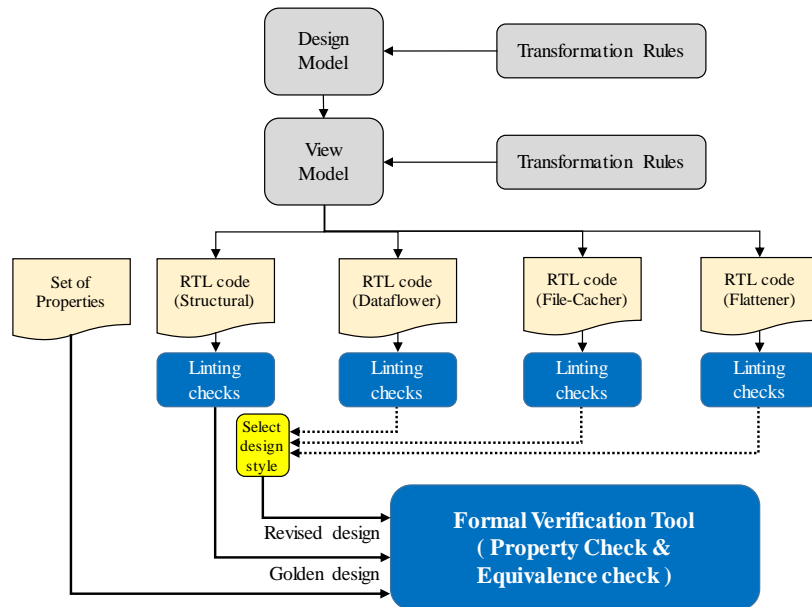 Design
Model
Transformation Rules
View
Model
Transformation Rules
Set of
Properties
RTL code
(Structural)
RTL code
(Dataflower)
RTL code
(File-Cacher)
RTL code
(Flattener)
Linting
checks
Linting
checks
Linting
checks
Linting
checks
Select
design
style
Revised design
Golden design
Formal Verification Tool
( Property Check &
Equivalence check )